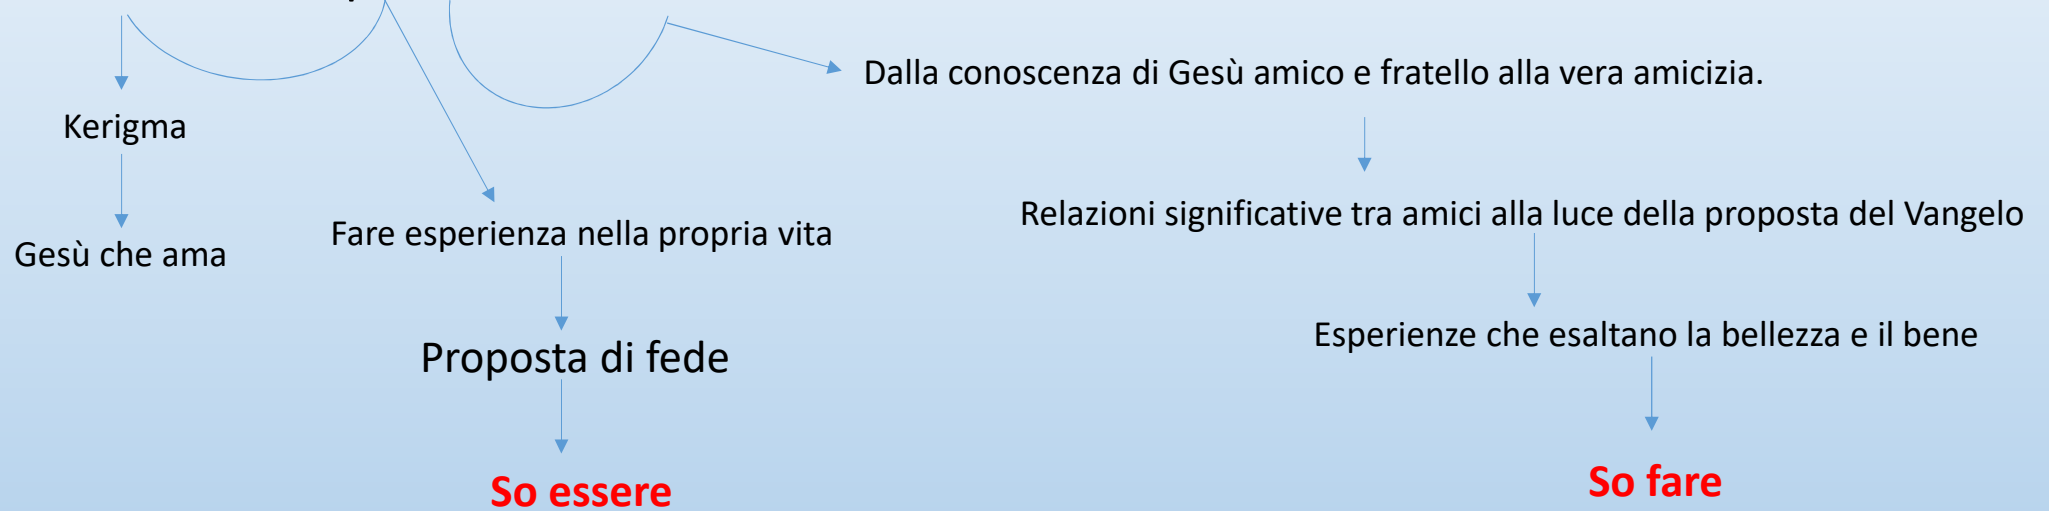 Dalla conoscenza di Gesù amico e fratello alla vera amicizia.
Kerigma
Relazioni significative tra amici alla luce della proposta del Vangelo
Fare esperienza nella propria vita
Gesù che ama
Esperienze che esaltano la bellezza e il bene
Proposta di fede
So essere
So fare